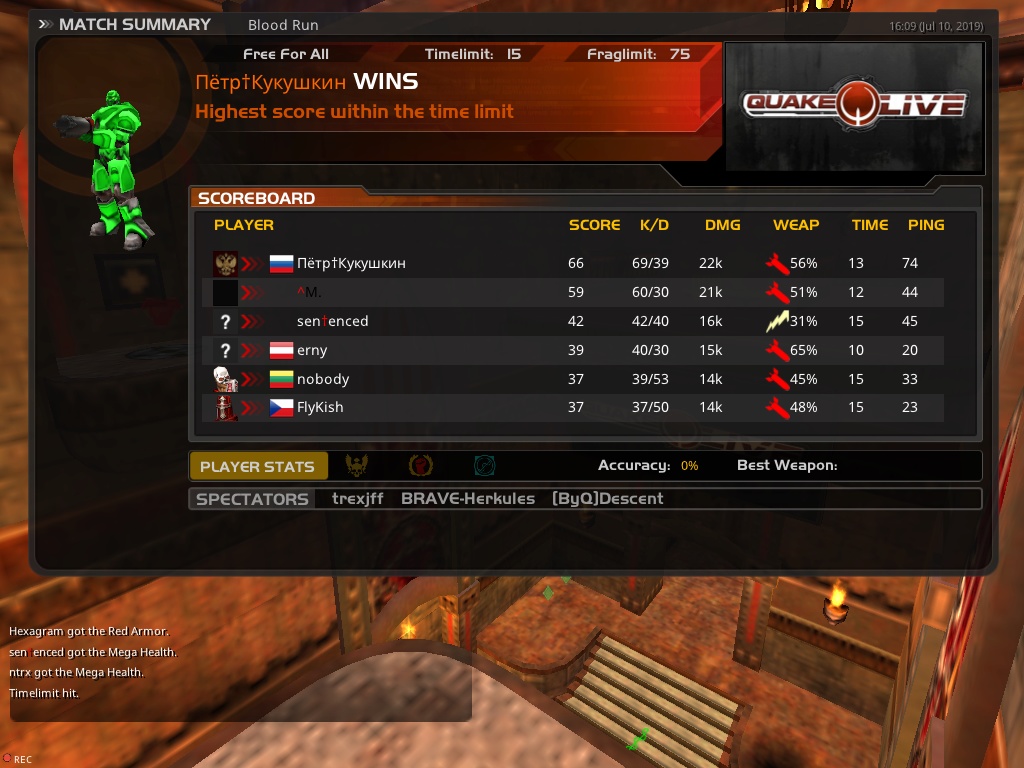 MATCH SUMMARY Blood Run 16:09 (Jul 10, 2019)
Free For All Timelimit: 15 Fraglimit: 75
Пётр†Кукушкин WINS
Highest score within the time limit
QUAKE LIVE
SCOREBOARD
PLAYER SCORE K/D DMG WEAP TIME PING
Пётр†Кукушкин 66 69/39 22k 56% 13 74
^M. 59 60/30 21k 51% 12 44
? sen†enced 42 42/40 16k 31% 15 45
? erny 39 40/30 15k 65% 10 20
nobody 37 39/53 14k 45% 15 33
FlyKish 37 37/50 14k 48% 15 23
PLAYER STATS Accuracy: 0% Best Weapon:
SPECTATORS trexjff BRAVE-Herkules [ByQ]Descent
Hexagram got the Red Armor.
sen†enced got the Mega Health.
ntrx got the Mega Health.
Timelimit hit.
REC